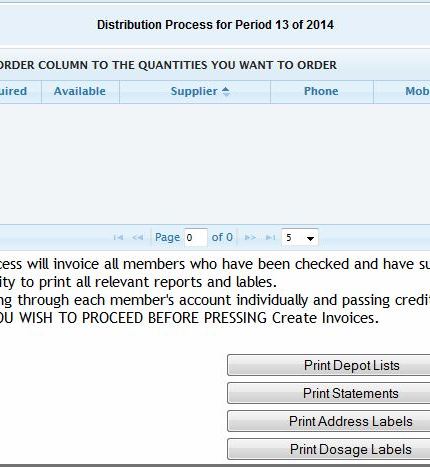 Distribution Process for Period 13 of 2014
ORDER COLUMN TO THE QUANTITIES YOU WANT TO ORDER
uired Available Supplier Phone Mob
Page 0 of 0 5
cess will invoice all members who have been checked and have su
ity to print all relevant reports and lables.
ng through each member's account individually and passing credit
OU WISH TO PROCEED BEFORE PRESSING Create Invoices.
Print Depot Lists
Print Statements
Print Address Labels
Print Dosage Labels